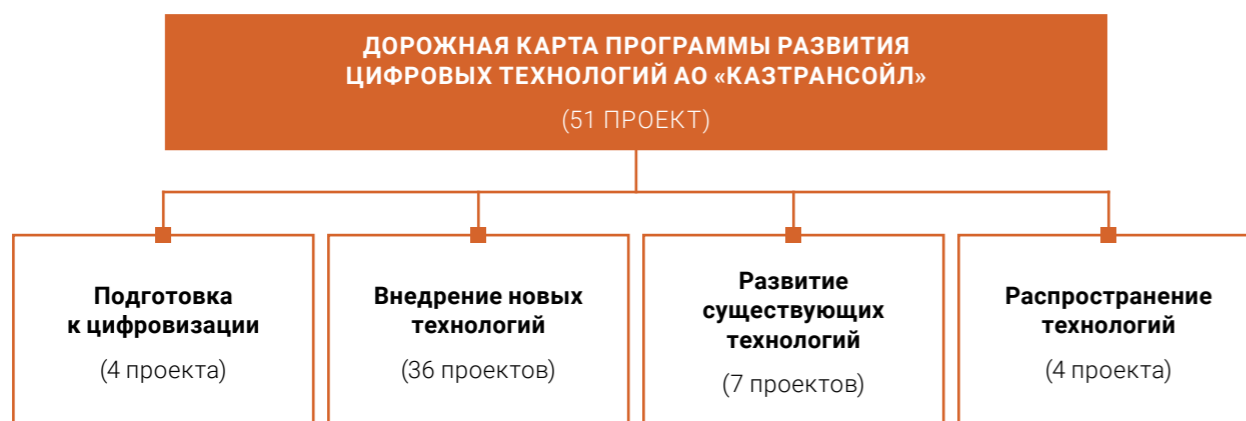 ДОРОЖНАЯ КАРТА ПРОГРАММЫ РАЗВИТИЯ
ЦИФРОВЫХ ТЕХНОЛОГИЙ АО «КАЗТРАНСОЙЛ»
(51 ПРОЕКТ)
Подготовка
к цифровизации
(4 проекта)
Внедрение новых
технологий
(36 проектов)
Развитие
существующих
технологий
(7 проектов)
Распространение
технологий
(4 проекта)